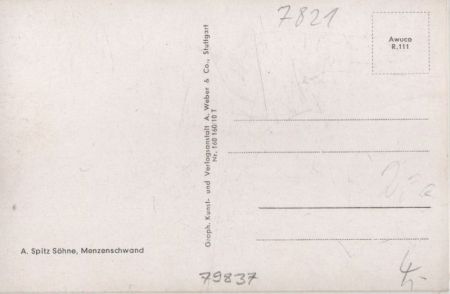 7821
Awuco
R.111
Graph. Kunst- und Verlagsanstalt A. Weber & Co., Stuttgart
Nr. 160 160/10 T
A. Spitz Söhne, Menzenschwand
79837
4,-